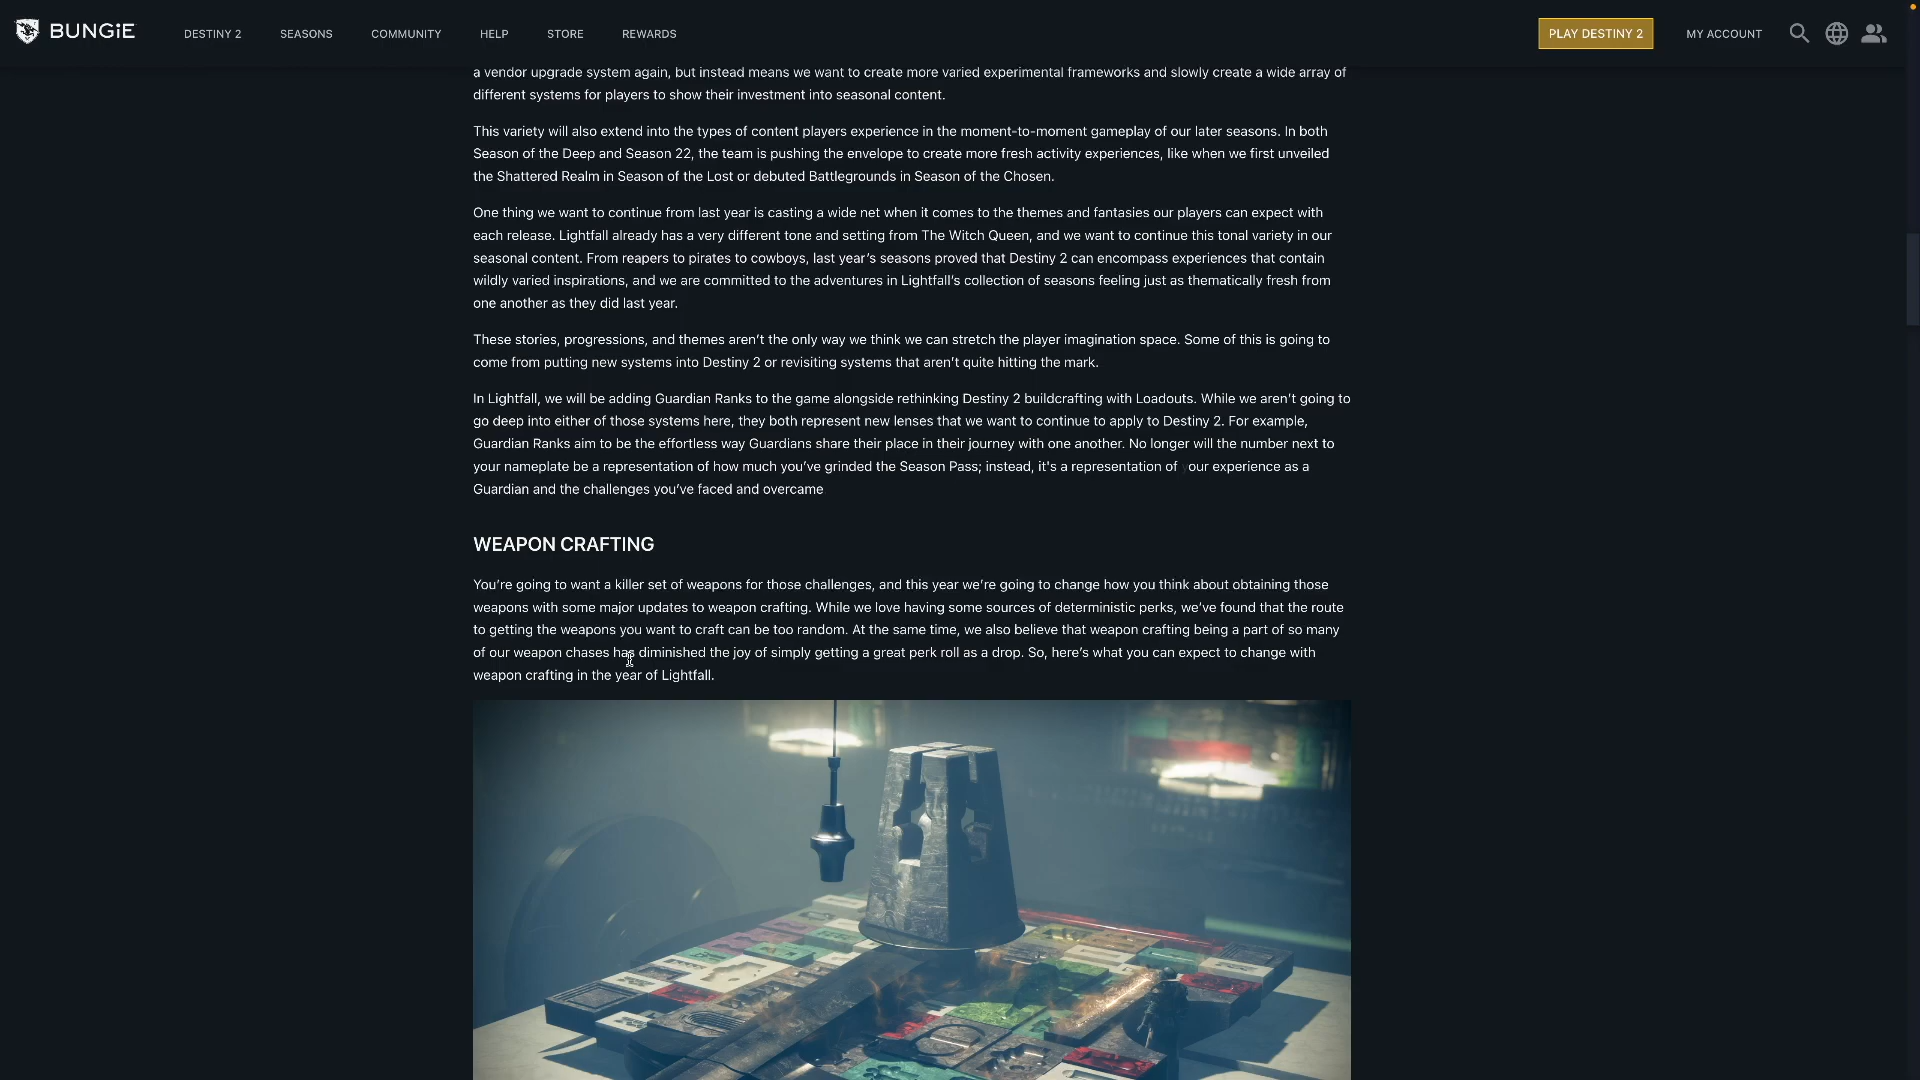 BUNGiE
DESTINY 2
SEASONS
COMMUNITY
HELP
STORE
REWARDS
PLAY DESTINY 2
MY ACCOUNT
a vendor upgrade system again, but instead means we want to create more varied experimental frameworks and slowly create a wide array of
different systems for players to show their investment into seasonal content.
This variety will also extend into the types of content players experience in the moment-to-moment gameplay of our later seasons. In both
Season of the Deep and Season 22, the team is pushing the envelope to create more fresh activity experiences, like when we first unveiled
the Shattered Realm in Season of the Lost or debuted Battlegrounds in Season of the Chosen.
One thing we want to continue from last year is casting a wide net when it comes to the themes and fantasies our players can expect with
each release. Lightfall already has a very different tone and setting from The Witch Queen, and we want to continue this tonal variety in our
seasonal content. From reapers to pirates to cowboys, last year’s seasons proved that Destiny 2 can encompass experiences that contain
wildly varied inspirations, and we are committed to the adventures in Lightfall’s collection of seasons feeling just as thematically fresh from
one another as they did last year.
These stories, progressions, and themes aren’t the only way we think we can stretch the player imagination space. Some of this is going to
come from putting new systems into Destiny 2 or revisiting systems that aren’t quite hitting the mark.
In Lightfall, we will be adding Guardian Ranks to the game alongside rethinking Destiny 2 buildcrafting with Loadouts. While we aren’t going to
go deep into either of those systems here, they both represent new lenses that we want to continue to apply to Destiny 2. For example,
Guardian Ranks aim to be the effortless way Guardians share their place in their journey with one another. No longer will the number next to
your nameplate be a representation of how much you’ve grinded the Season Pass; instead, it's a representation of your experience as a
Guardian and the challenges you’ve faced and overcame
WEAPON CRAFTING
You’re going to want a killer set of weapons for those challenges, and this year we’re going to change how you think about obtaining those
weapons with some major updates to weapon crafting. While we love having some sources of deterministic perks, we’ve found that the route
to getting the weapons you want to craft can be too random. At the same time, we also believe that weapon crafting being a part of so many
of our weapon chases has diminished the joy of simply getting a great perk roll as a drop. So, here’s what you can expect to change with
weapon crafting in the year of Lightfall.